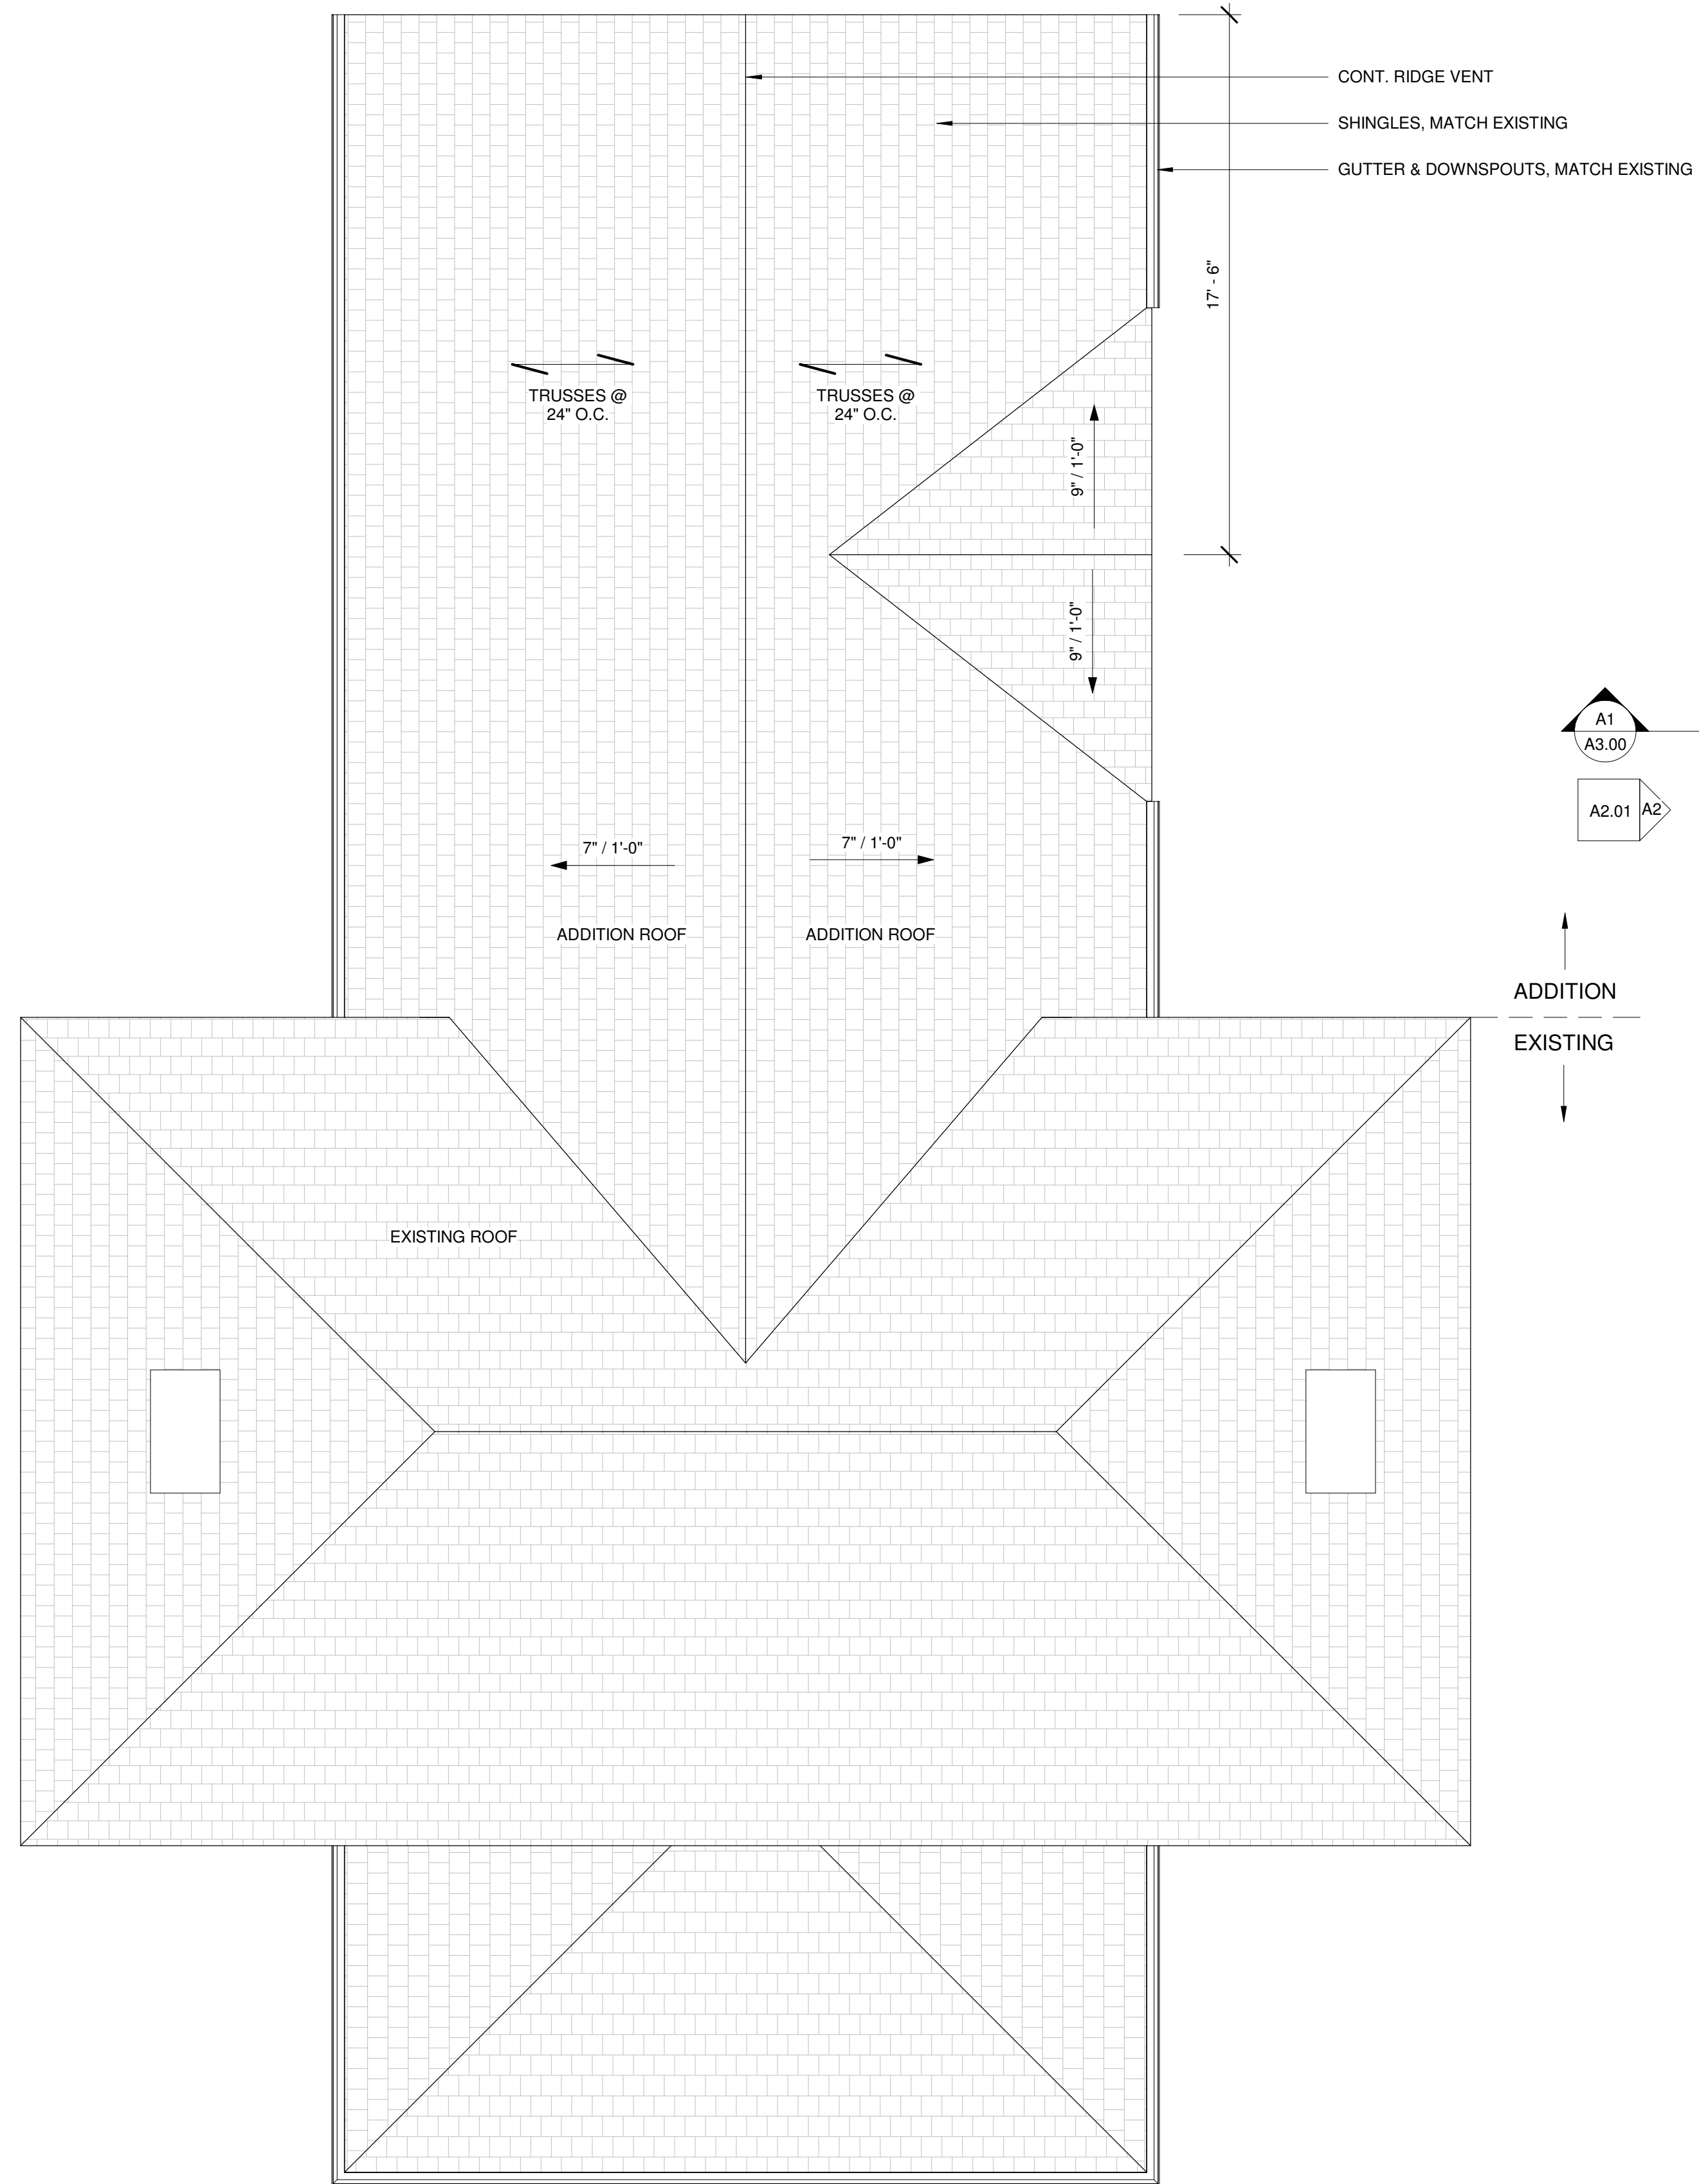 CONT. RIDGE VENT
SHINGLES, MATCH EXISTING
GUTTER & DOWNSPOUTS, MATCH EXISTING
17' - 6"
TRUSSES @
24" O.C.
TRUSSES @
24" O.C.
9" / 1'-0"
9" / 1'-0"
A1
A3.00
A2.01
A2
7" / 1'-0"
7" / 1'-0"
ADDITION ROOF
ADDITION ROOF
ADDITION
EXISTING
EXISTING ROOF